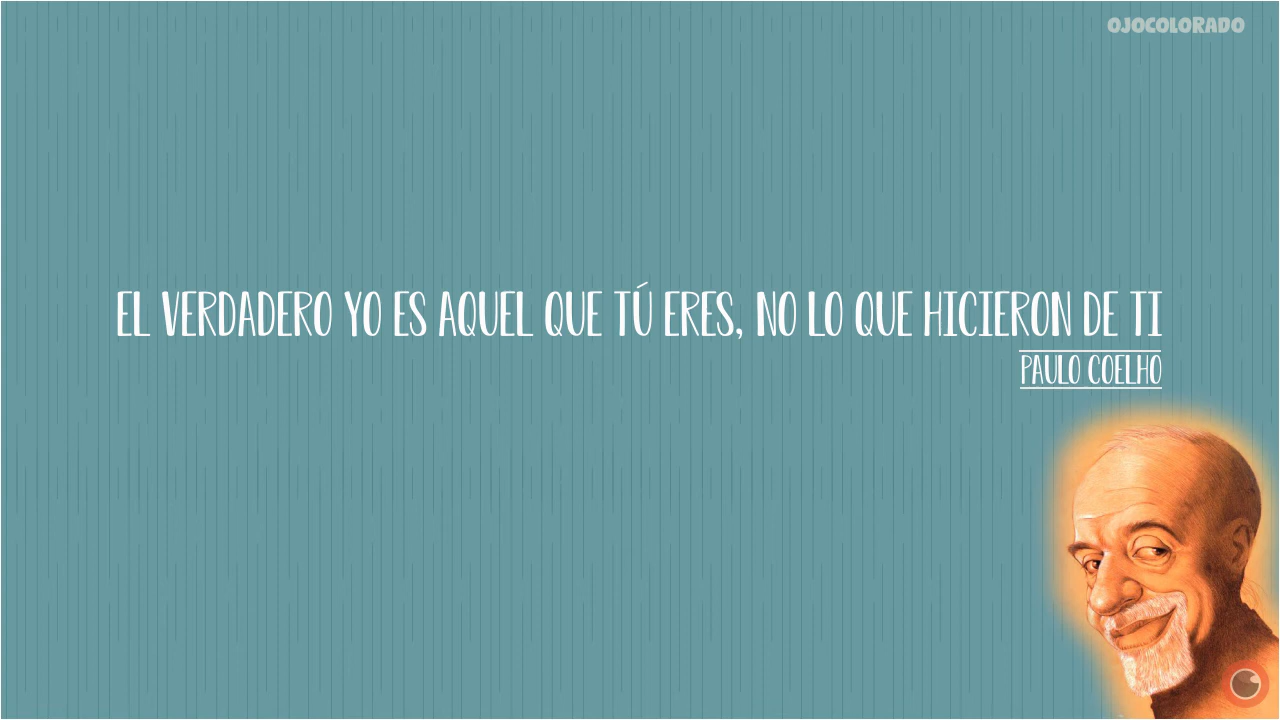 OJOCOLORADO
EL VERDADERO YO ES AQUEL QUE TÚ ERES, NO LO QUE HICIERON DE TI
PAULO COELHO